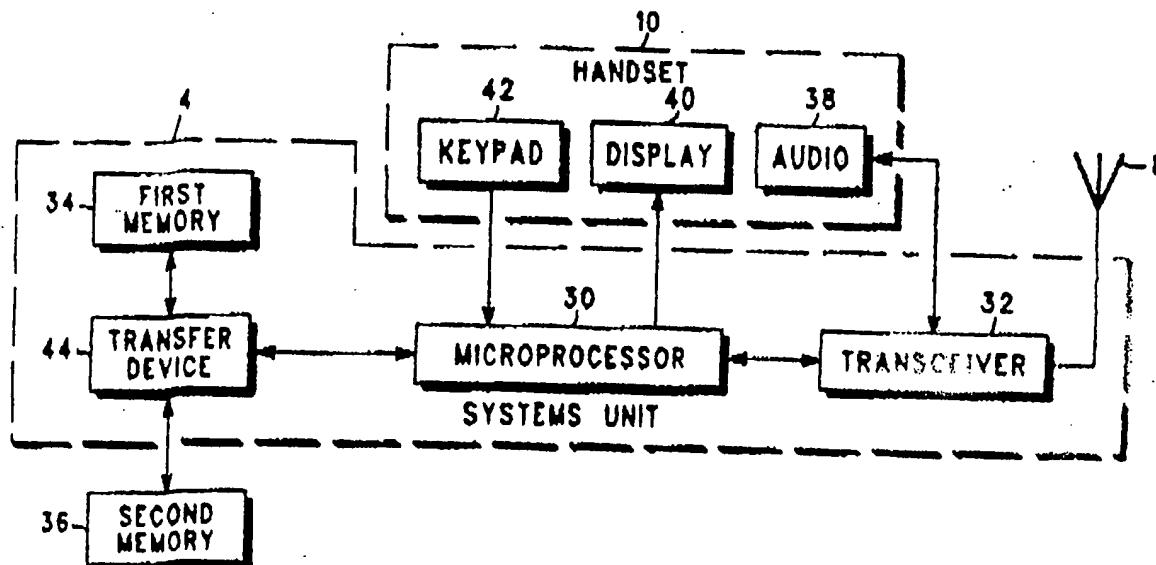 10
HANDSET
42
40
38
KEYPAD
DISPLAY
AUDIO
4
34
FIRST
MEMORY
30
32
44
TRANSFER
DEVICE
MICROPROCESSOR
TRANSCEIVER
SYSTEMS UNIT
36
SECOND
MEMORY